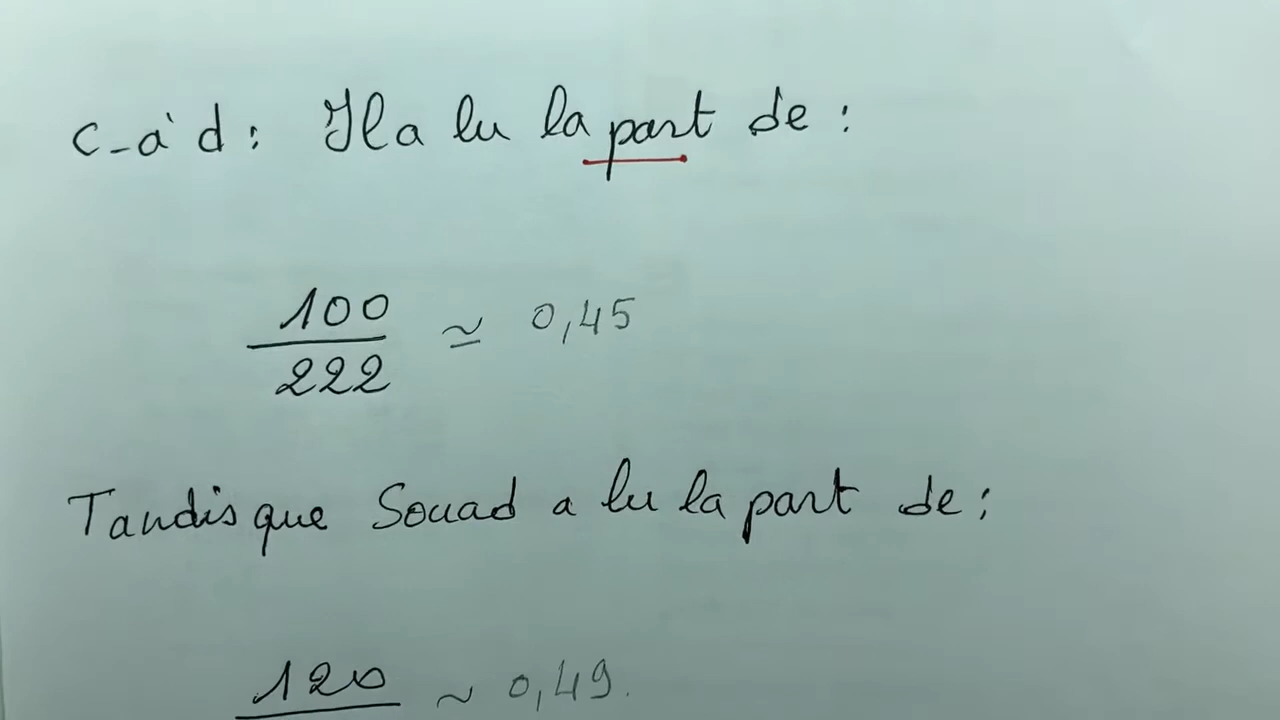 c-à d : Il a lu la part de :
100
222
≃ 0,45
Tandis que Souad a lu la part de :
120
~ 0,49.